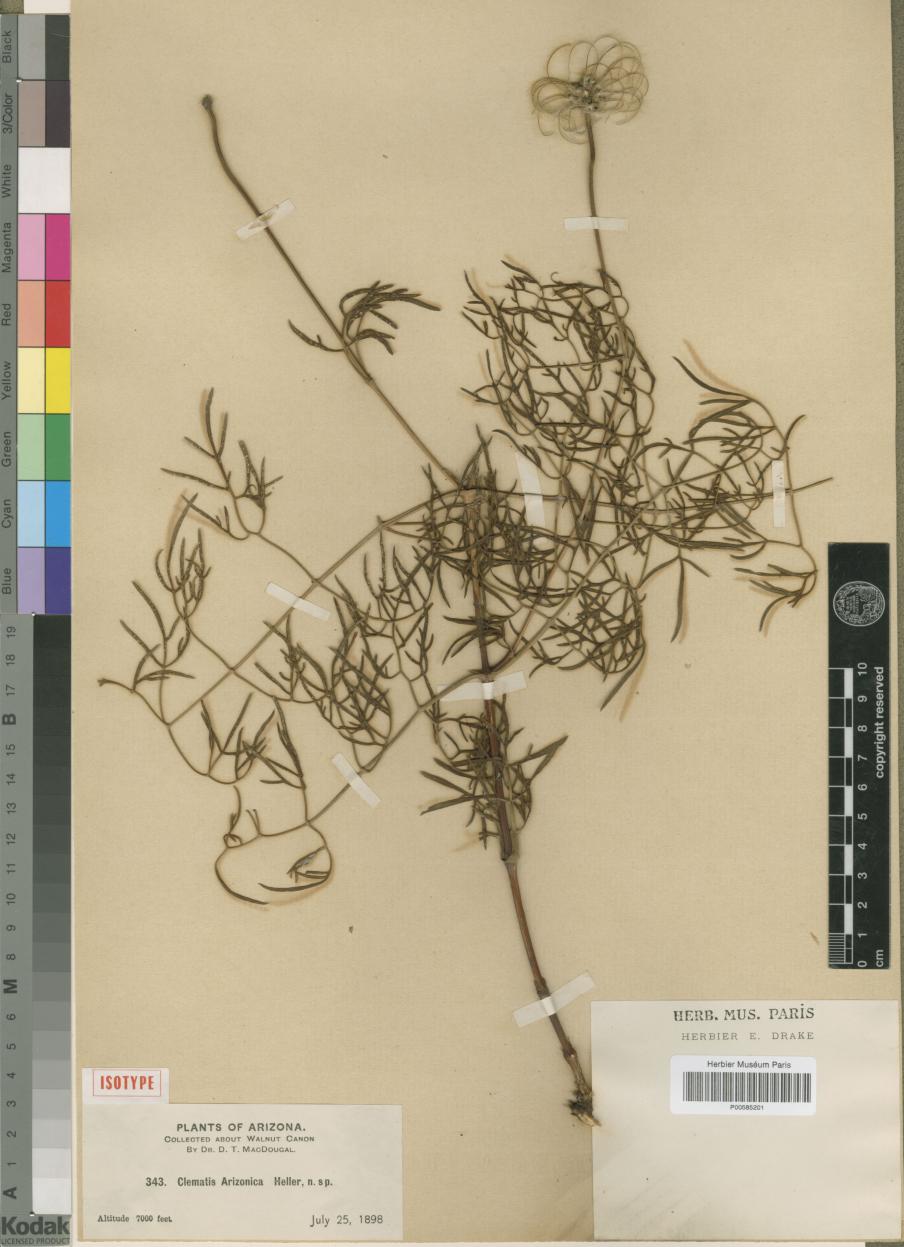 Black
3/Color
White
Magenta
Red
Yellow
Green
Cyan
Blue
19
18
17
B
15
14
13
12
11
10
9
8
M
6
5
4
3
2
1
A
Kodak
LICENSED PRODUCT
copyright reserved
10
9
8
7
6
5
4
3
2
1
0
cm
HERB. MUS. PARIS
HERBIER E. DRAKE
Herbier Muséum Paris
P00585201
ISOTYPE
PLANTS OF ARIZONA.
COLLECTED ABOUT WALNUT CANON
BY DR. D. T. MACDOUGAL.
343. Clematis Arizonica Heller, n. sp.
Altitude 7000 feet.
July 25, 1898